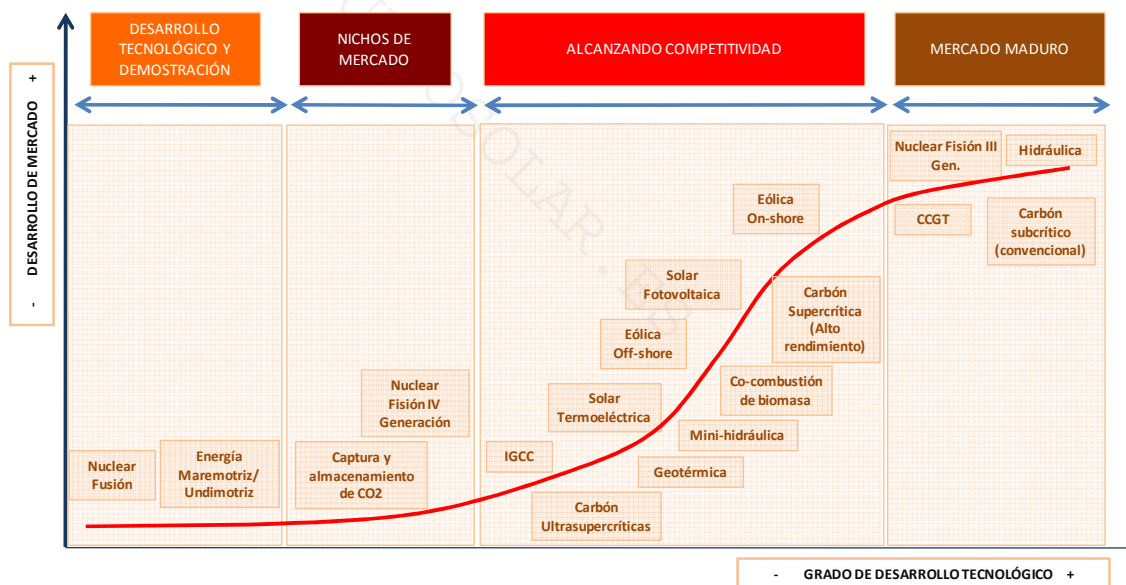 DESARROLLO
TECNOLÓGICO Y
DEMOSTRACIÓN
NICHOS DE
MERCADO
ALCANZANDO COMPETITIVIDAD
MERCADO MADURO
- DESARROLLO DE MERCADO +
Nuclear Fisión III
Gen.
Hidráulica
Eólica
On-shore
CCGT
Carbón
subcrítico
(convencional)
Solar
Fotovoltaica
Carbón
Supercrítica
(Alto
rendimiento)
Eólica
Off-shore
Nuclear
Fisión IV
Generación
Solar
Termoeléctrica
Co-combustión
de biomasa
Mini-hidráulica
Nuclear
Fusión
Energía
Maremotriz/
Undimotriz
Captura y
almacenamiento
de CO2
IGCC
Geotérmica
Carbón
Ultrasupercríticas
- GRADO DE DESARROLLO TECNOLÓGICO +